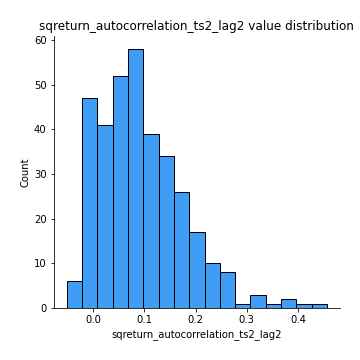 sqreturn_autocorrelation_ts2_lag2 value distribution
60
50
40
30
20
10
0
Count
0.0 0.1 0.2 0.3 0.4
sqreturn_autocorrelation_ts2_lag2